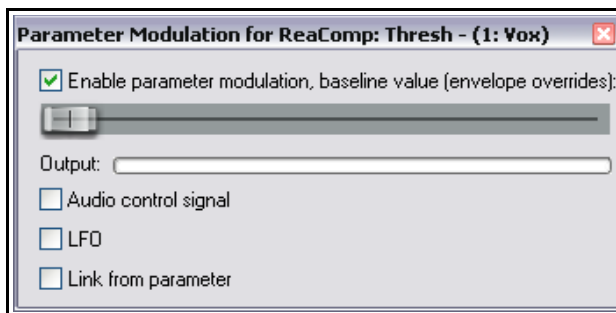 Parameter Modulation for ReaComp: Thresh - (1: Vox)
Enable parameter modulation, baseline value (envelope overrides):
Output:
Audio control signal
LFO
Link from parameter